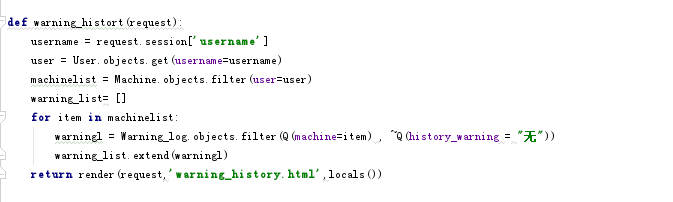 def warning_histort(request):
    username = request.session['username']
    user = User.objects.get(username=username)
    machinelist = Machine.objects.filter(user=user)
    warning_list= []
    for item in machinelist:
        warningl = Warning_log.objects.filter(Q(machine=item) , ~Q(history_warning = "无"))
        warning_list.extend(warningl)
    return render(request,'warning_history.html',locals())